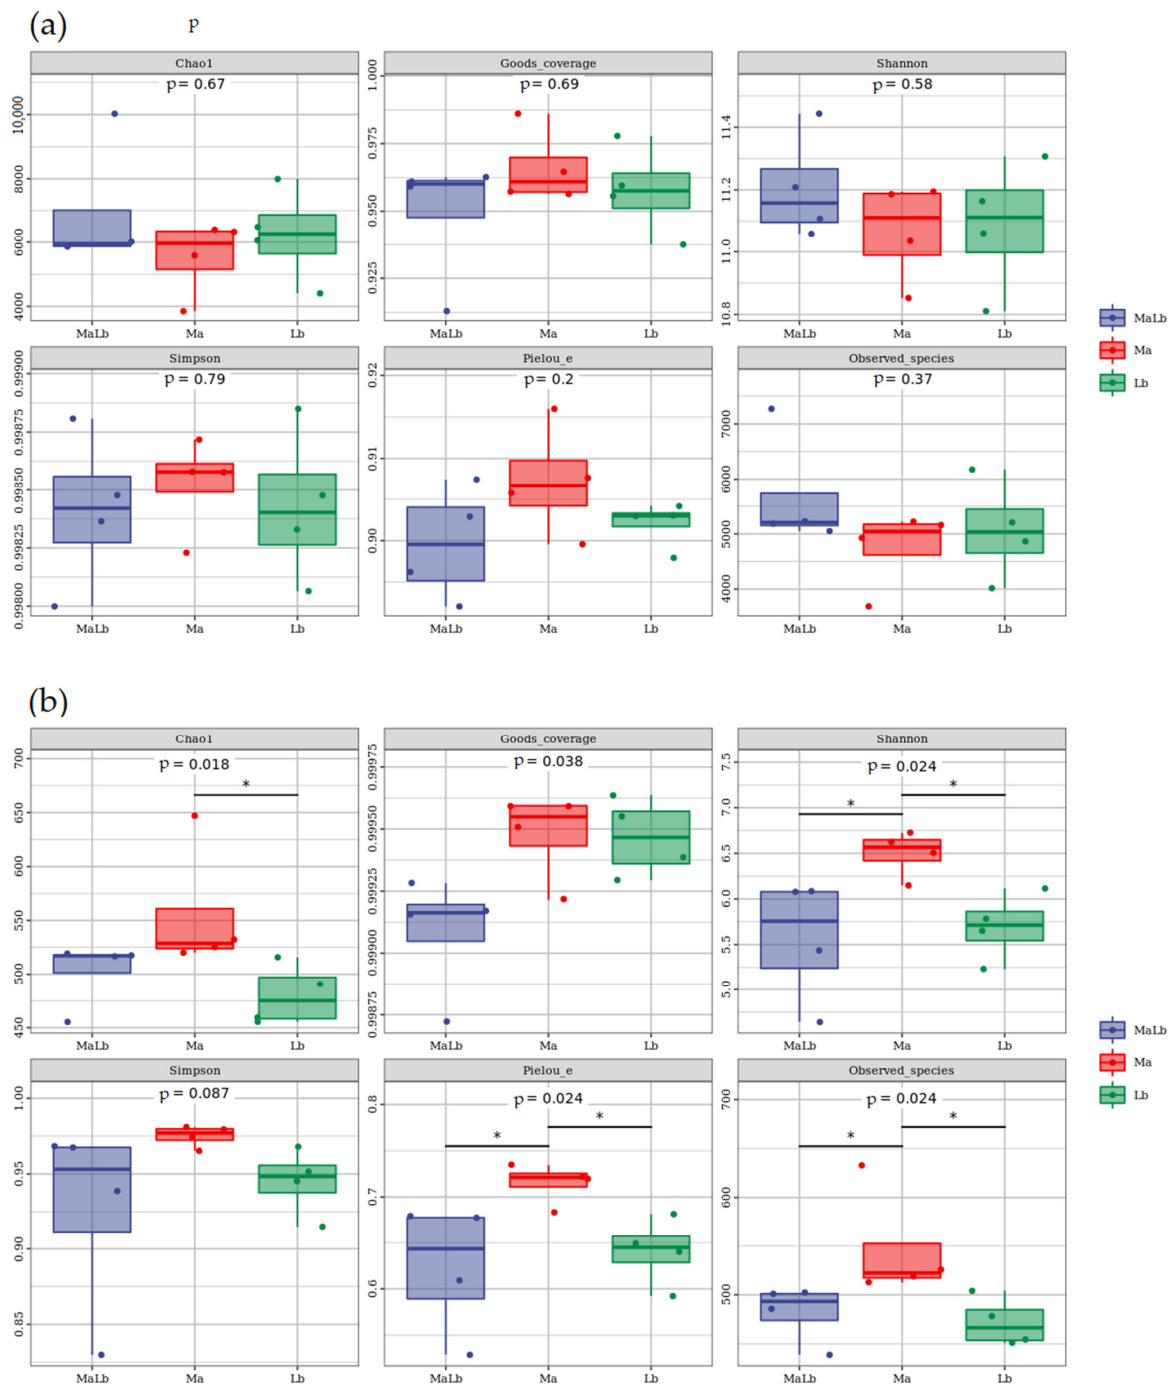 (a)
p
Chao1
Goods_coverage
Shannon
p= 0.67
p= 0.69
p= 0.58
10,000
8000
6000
4000
1.000
0.975
0.950
0.925
11.4
11.2
11.0
10.8
MaLb Ma Lb
MaLb Ma Lb
MaLb Ma Lb
MaLb
Ma
Lb
Simpson
Pielou_e
Observed_species
p= 0.79
p= 0.2
p= 0.37
0.99900
0.99875
0.99850
0.99825
0.99800
0.92
0.91
0.90
7000
6000
5000
4000
MaLb Ma Lb
MaLb Ma Lb
MaLb Ma Lb
(b)
Chao1
Goods_coverage
Shannon
p = 0.018
p = 0.038
p = 0.024
*
*
*
700
650
600
550
500
450
0.99975
0.99950
0.99925
0.99900
0.99875
7.5
7.0
6.5
6.0
5.5
5.0
MaLb Ma Lb
MaLb Ma Lb
MaLb Ma Lb
MaLb
Ma
Lb
Simpson
Pielou_e
Observed_species
p = 0.087
p = 0.024
p = 0.024
*
*
*
*
1.00
0.95
0.90
0.85
0.8
0.7
0.6
700
600
500
MaLb Ma Lb
MaLb Ma Lb
MaLb Ma Lb